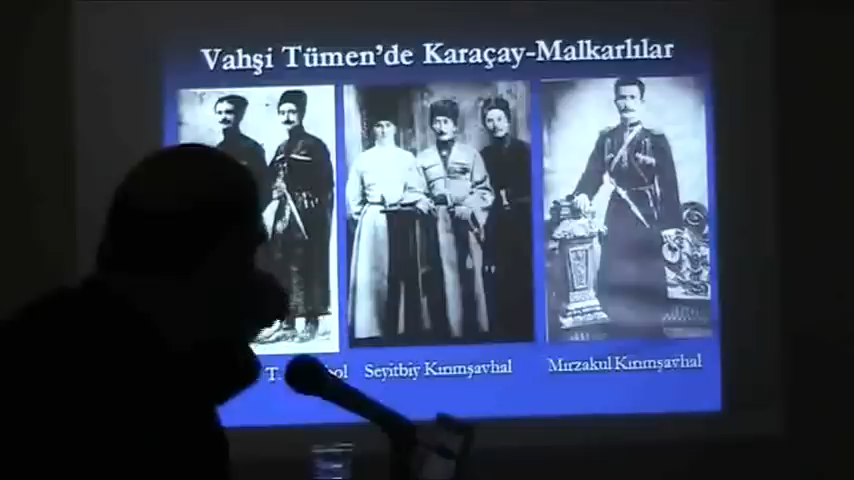 Vahşi Tümen'de Karaçay-Malkarlılar
T.
Seyitbiy Kırımşavhal
Mırzakul Kırımşavhal